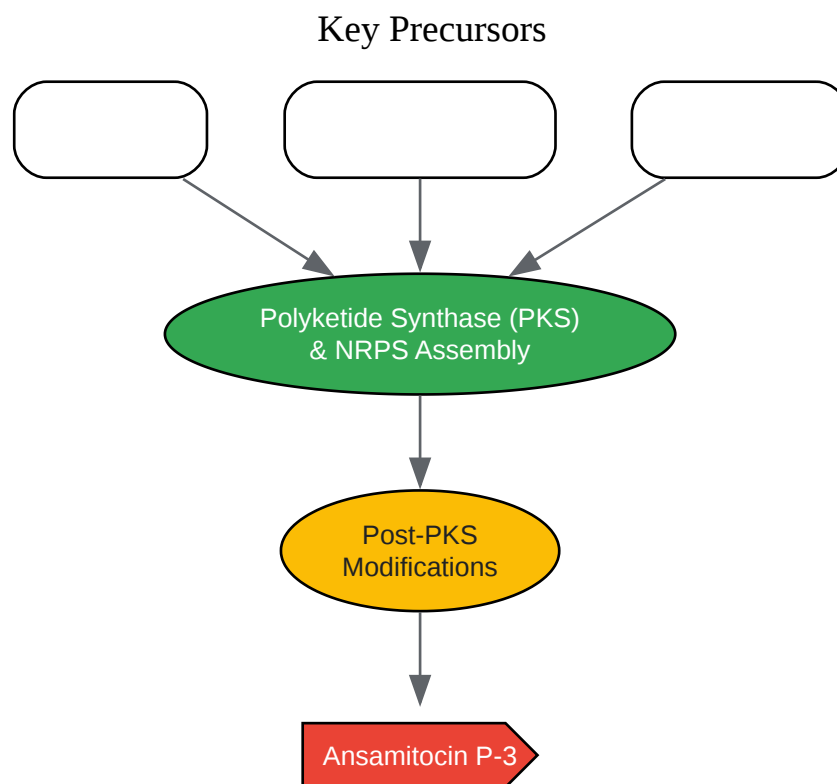 Key Precursors
Polyketide Synthase (PKS)
& NRPS Assembly
Post-PKS
Modifications
Ansamitocin P-3